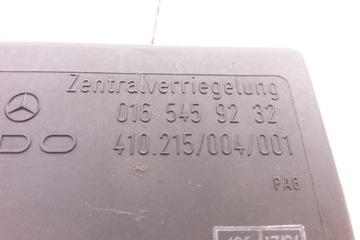 Zentralverriegelung
016 545 92 32
DO 410.215/004/001
PA6